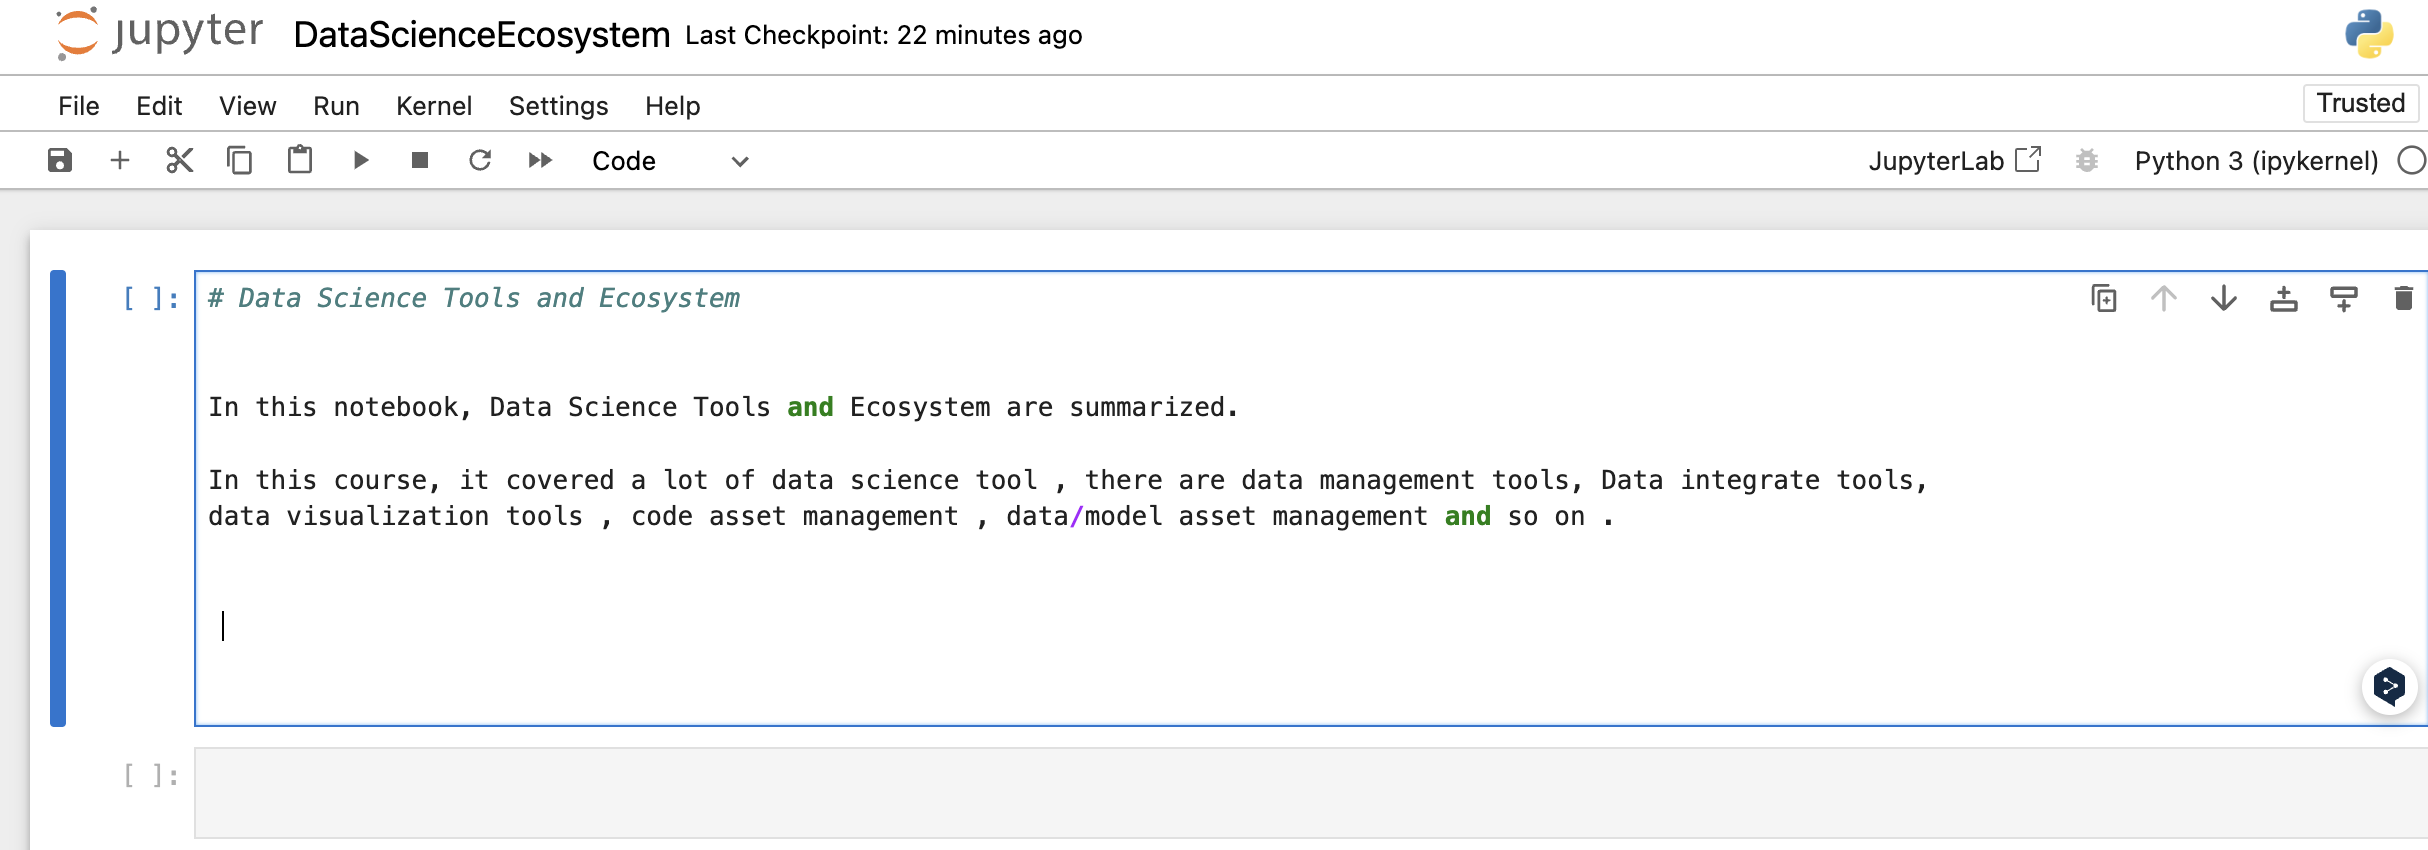 jupyter DataScienceEcosystem Last Checkpoint: 22 minutes ago
File Edit View Run Kernel Settings Help Trusted
Code JupyterLab Python 3 (ipykernel)
[ ]: # Data Science Tools and Ecosystem
In this notebook, Data Science Tools and Ecosystem are summarized.
In this course, it covered a lot of data science tool , there are data management tools, Data integrate tools,
data visualization tools , code asset management , data/model asset management and so on .
[ ]: